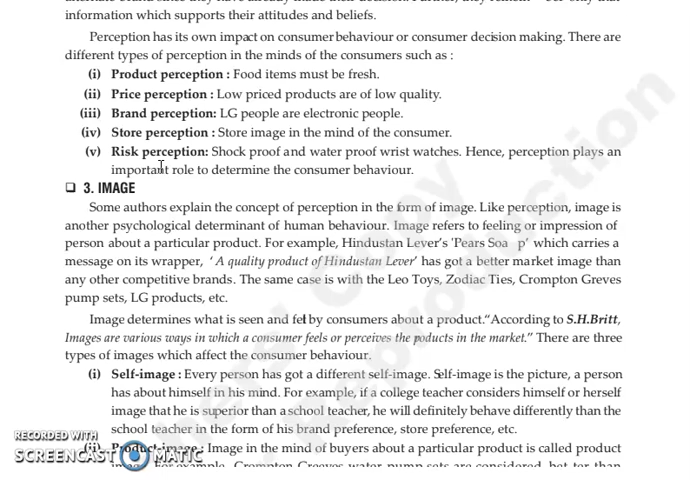 information which supports their attitudes and beliefs.
Perception has its own impact on consumer behaviour or consumer decision making. There are
different types of perception in the minds of the consumers such as :
(i) Product perception : Food items must be fresh.
(ii) Price perception : Low priced products are of low quality.
(iii) Brand perception: LG people are electronic people.
(iv) Store perception : Store image in the mind of the consumer.
(v) Risk perception: Shock proof and water proof wrist watches. Hence, perception plays an
important role to determine the consumer behaviour.
❑ 3. IMAGE
Some authors explain the concept of perception in the form of image. Like perception, image is
another psychological determinant of human behaviour. Image refers to feeling or impression of
person about a particular product. For example, Hindustan Lever's 'Pears Soa p' which carries a
message on its wrapper, 'A quality product of Hindustan Lever' has got a better market image than
any other competitive brands. The same case is with the Leo Toys, Zodiac Ties, Crompton Greves
pump sets, LG products, etc.
Image determines what is seen and felt by consumers about a product."According to S.H.Britt,
Images are various ways in which a consumer feels or perceives the poducts in the market." There are three
types of images which affect the consumer behaviour.
(i) Self-image : Every person has got a different self-image. Self-image is the picture, a person
has about himself in his mind. For example, if a college teacher considers himself or herself
image that he is superior than a school teacher, he will definitely behave differently than the
school teacher in the form of his brand preference, store preference, etc.
(ii) Product-image: Image in the mind of buyers about a particular product is called product
image. For example, Crompton Greeves water pump sets are considered
RECORDED WITH
SCREENCAST MATIC